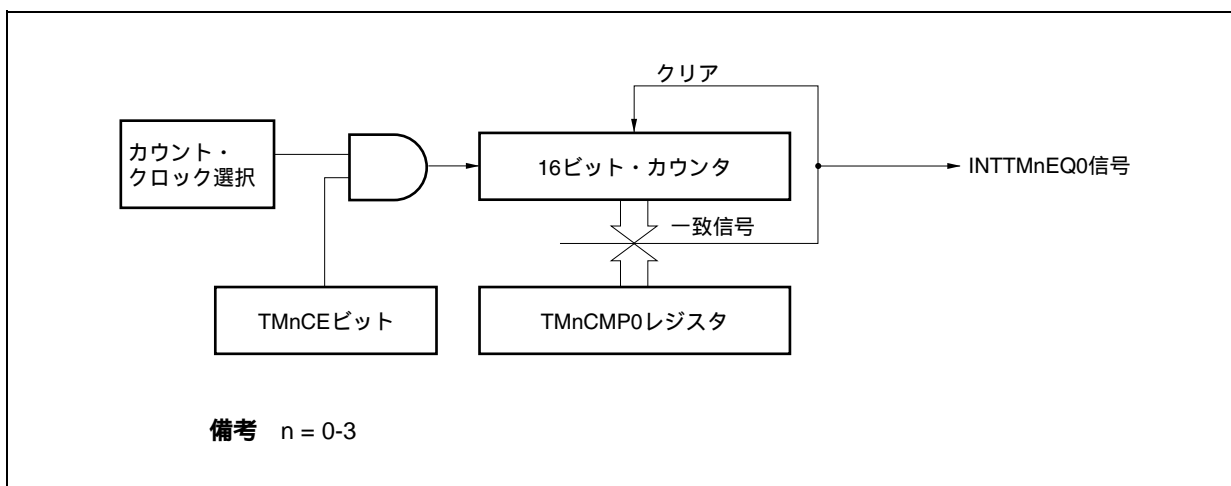 クリア
カウント・
クロック選択
16ビット・カウンタ
INTTMnEQ0信号
一致信号
TMnCEビット
TMnCMP0レジスタ
備考 n = 0-3